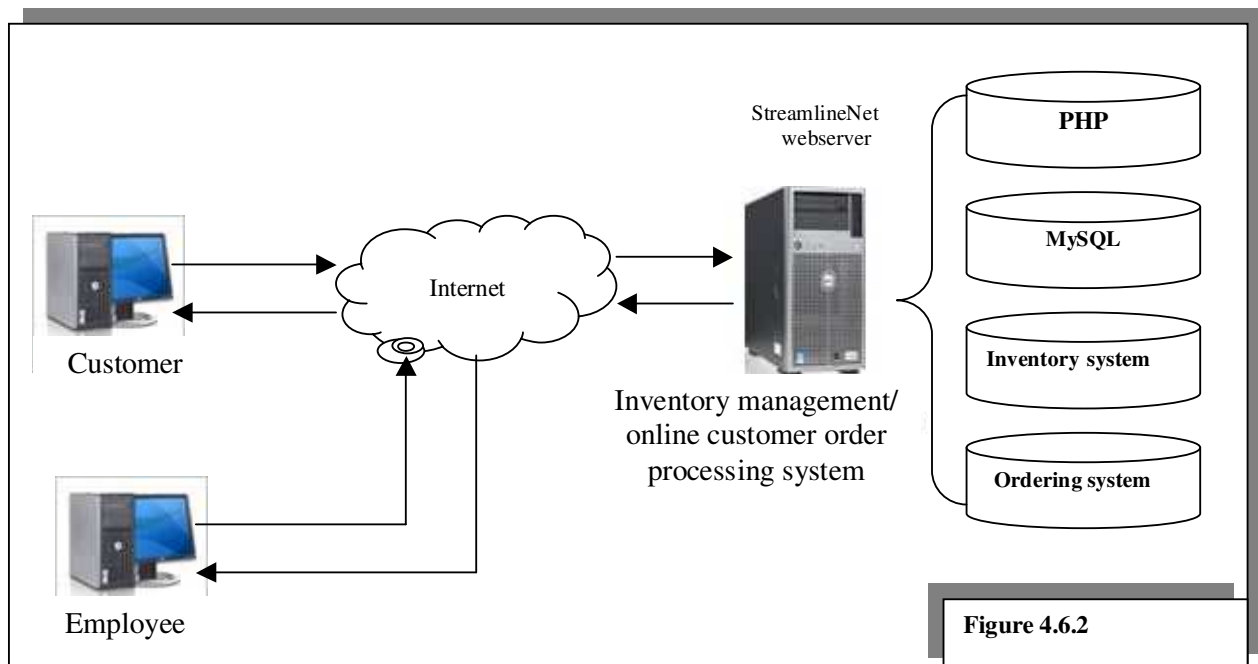 StreamlineNet
webserver
PHP
MySQL
Inventory system
Ordering system
Internet
Customer
Inventory management/
online customer order
processing system
Employee
Figure 4.6.2